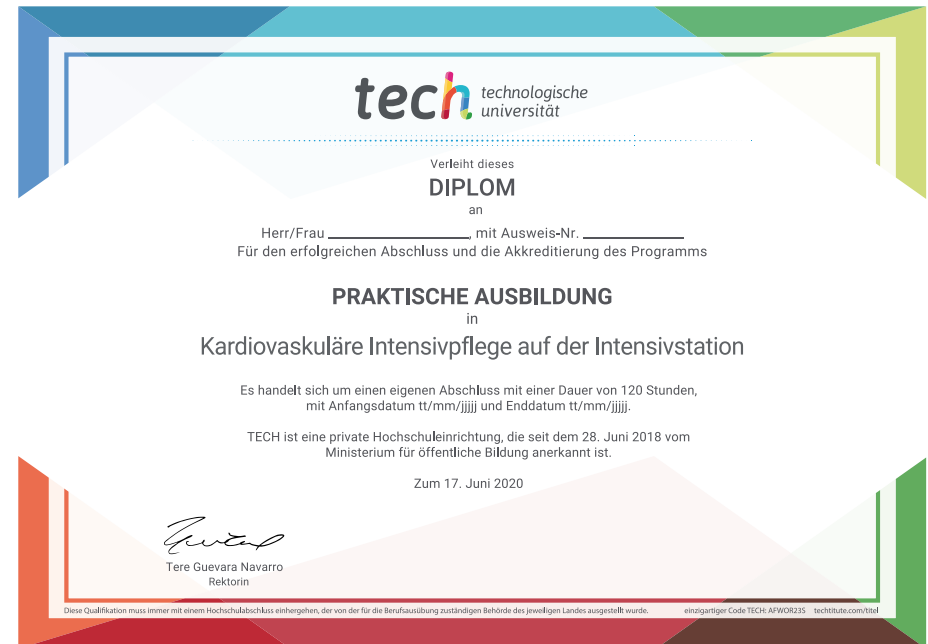 tech technologische
universität
Verleiht dieses
DIPLOM
an
Herr/Frau ____________, mit Ausweis-Nr. ____________
Für den erfolgreichen Abschluss und die Akkreditierung des Programms
PRAKTISCHE AUSBILDUNG
in
Kardiovaskuläre Intensivpflege auf der Intensivstation
Es handelt sich um einen eigenen Abschluss mit einer Dauer von 120 Stunden,
mit Anfangsdatum tt/mm/jjjjj und Enddatum tt/mm/jjjjj.
TECH ist eine private Hochschuleinrichtung, die seit dem 28. Juni 2018 vom
Ministerium für öffentliche Bildung anerkannt ist.
Zum 17. Juni 2020
Tere Guevara Navarro
Rektorin
Diese Qualifikation muss immer mit einem Hochschulabschluss einhergehen, der von der für die Berufsausübung zuständigen Behörde des jeweiligen Landes ausgestellt wurde. einzigartiger Code TECH: AFWOR23S techtitute.com/titel